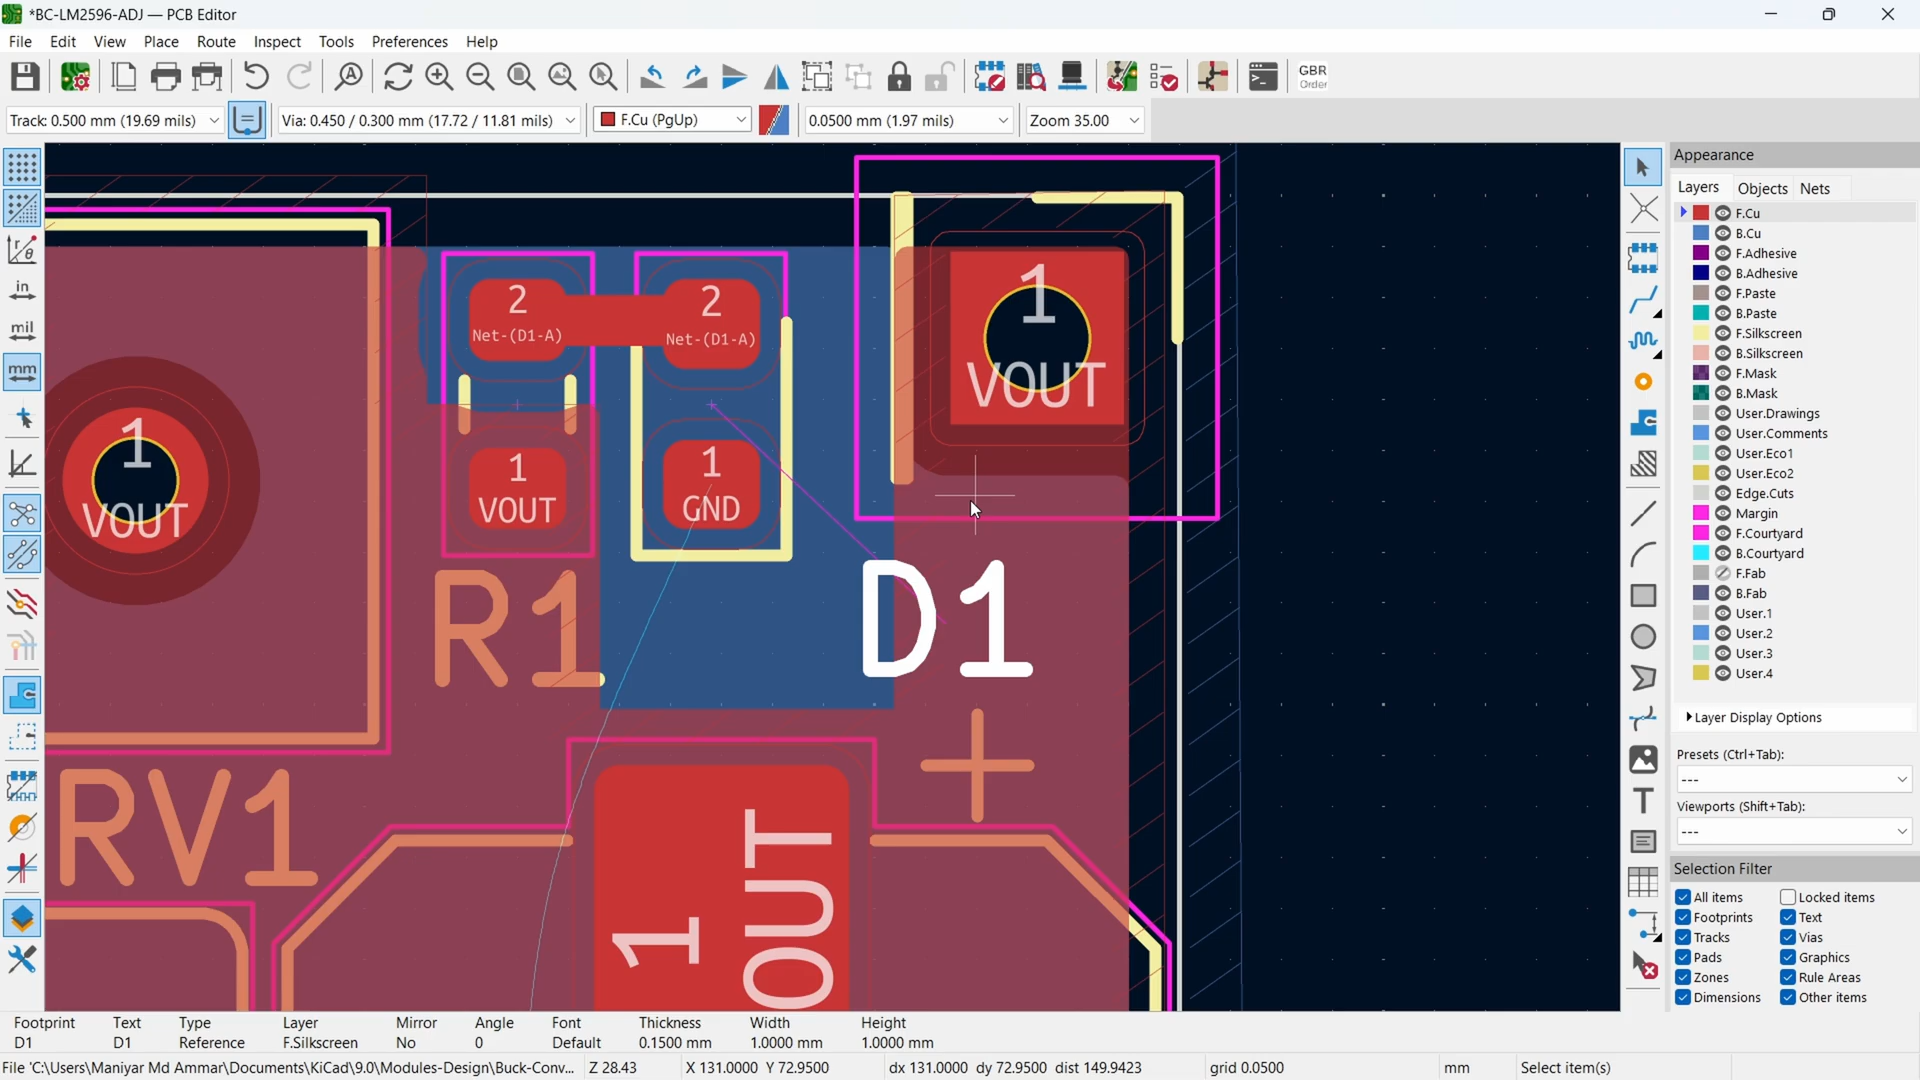 *BC-LM2596-ADJ — PCB Editor
File Edit View Place Route Inspect Tools Preferences Help
GBR
Order
Track: 0.500 mm (19.69 mils) Via: 0.450 / 0.300 mm (17.72 / 11.81 mils) F.Cu (PgUp) 0.0500 mm (1.97 mils) Zoom 35.00
in
mil
mm
2
Net-(D1-A)
2
Net-(D1-A)
1
VOUT
1
VOUT
1
VOUT
1
GND
R1
D1
RV1
+
1
OUT
Appearance
Layers Objects Nets
F.Cu
B.Cu
F.Adhesive
B.Adhesive
F.Paste
B.Paste
F.Silkscreen
B.Silkscreen
F.Mask
B.Mask
User.Drawings
User.Comments
User.Eco1
User.Eco2
Edge.Cuts
Margin
F.Courtyard
B.Courtyard
F.Fab
B.Fab
User.1
User.2
User.3
User.4
Layer Display Options
Presets (Ctrl+Tab):
---
Viewports (Shift+Tab):
---
Selection Filter
All items Locked items
Footprints Text
Tracks Vias
Pads Graphics
Zones Rule Areas
Dimensions Other items
Footprint Text Type Layer Mirror Angle Font Thickness Width Height
D1 D1 Reference F.Silkscreen No 0 Default 0.1500 mm 1.0000 mm 1.0000 mm
File 'C:\Users\Maniyar Md Ammar\Documents\KiCad\9.0\Modules-Design\Buck-Conv... Z 28.43 X 131.0000 Y 72.9500 dx 131.0000 dy 72.9500 dist 149.9423 grid 0.0500 mm Select item(s)